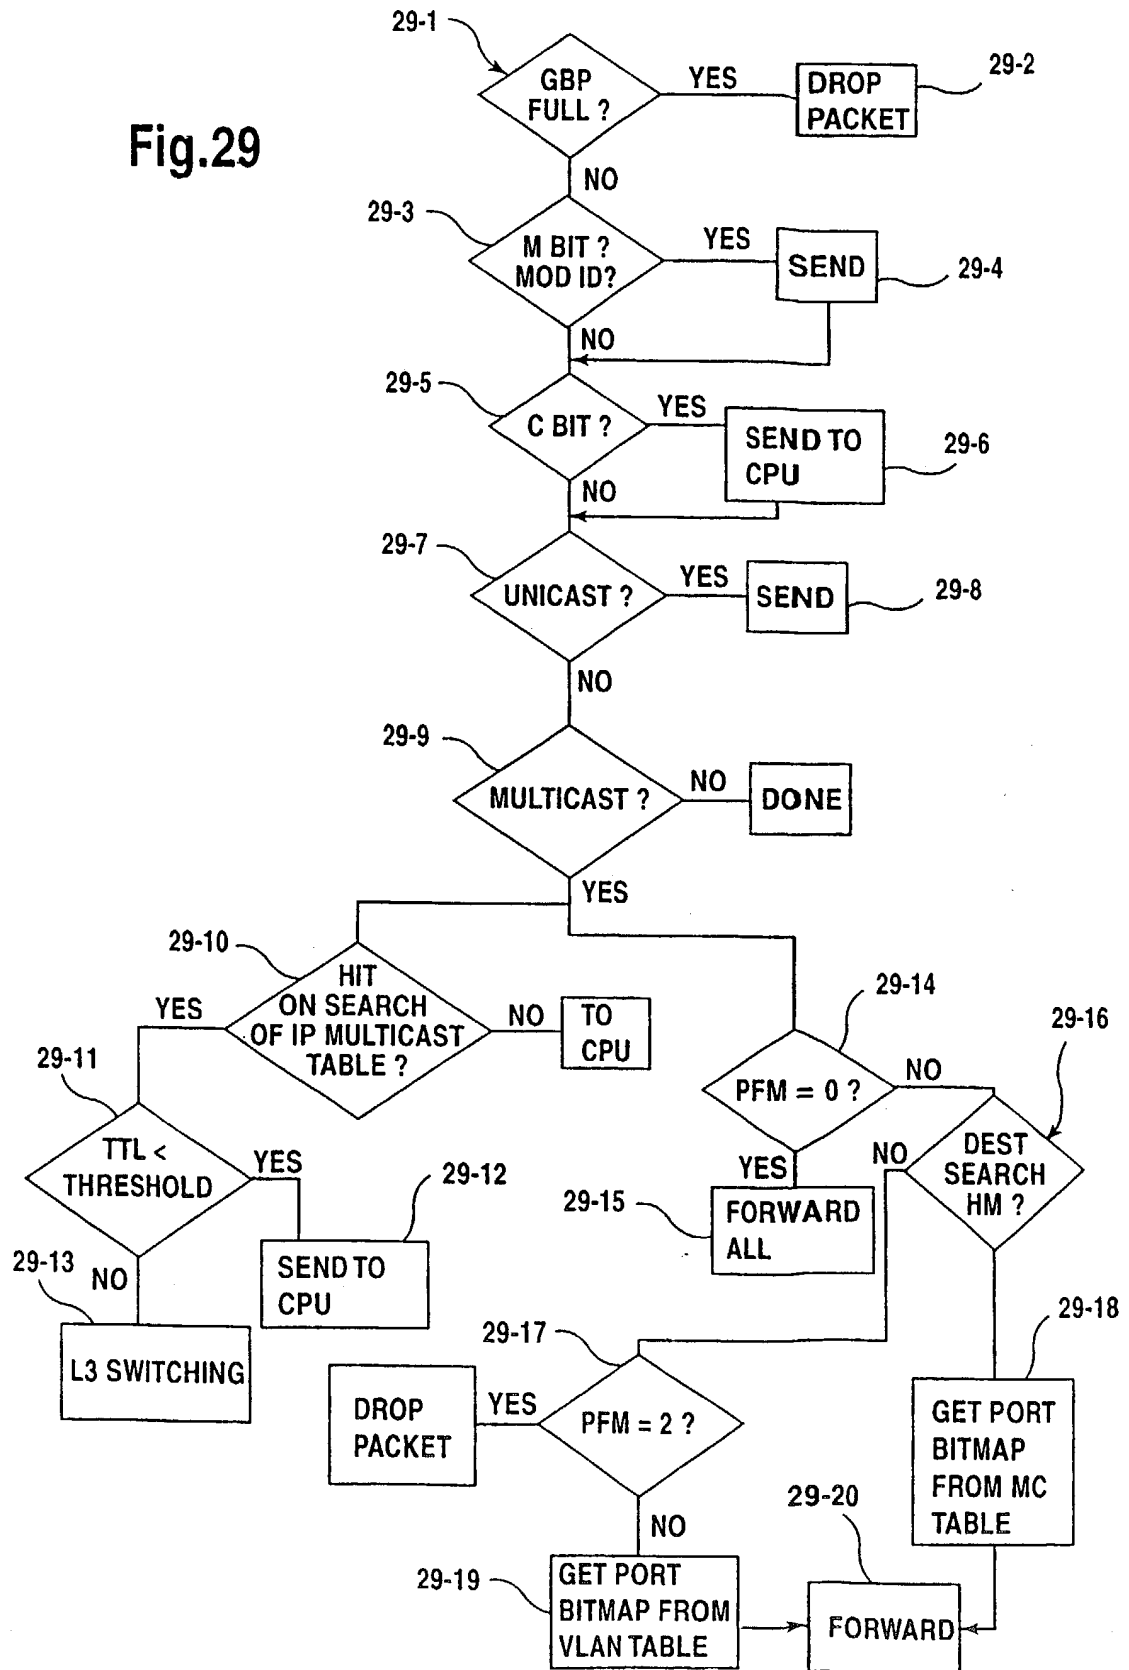 29-1
GBP
FULL ?
YES
DROP
PACKET
29-2
Fig.29
NO
29-3
M BIT ?
MOD ID?
YES
SEND
29-4
NO
29-5
C BIT ?
YES
SEND TO
CPU
29-6
NO
29-7
UNICAST ?
YES
SEND
29-8
NO
29-9
MULTICAST ?
NO
DONE
YES
29-10
HIT
ON SEARCH
OF IP MULTICAST
TABLE ?
YES
NO
TO
CPU
29-14
PFM = 0 ?
NO
29-16
YES
29-15
FORWARD
ALL
NO
DEST
SEARCH
HM ?
29-11
TTL <
THRESHOLD
YES
29-12
SEND TO
CPU
29-13
NO
L3 SWITCHING
29-17
DROP
PACKET
YES
PFM = 2 ?
29-18
GET PORT
BITMAP
FROM MC
TABLE
NO
29-20
29-19
GET PORT
BITMAP FROM
VLAN TABLE
FORWARD